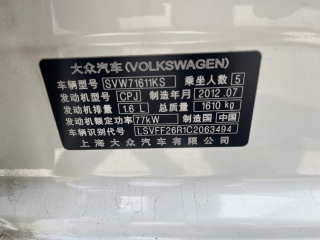 大众汽车(VOLKSWAGEN)
车辆型号 SVW71611KS 乘坐人数 5
发动机型号 CPJ 制造年月 2012.07
发动机排量 1.6 L 总质量 1610 kg
发动机额定功率 77kW 制造国 中国
车辆识别代号 LSVFF26R1C2063494
上海大众汽车有限公司